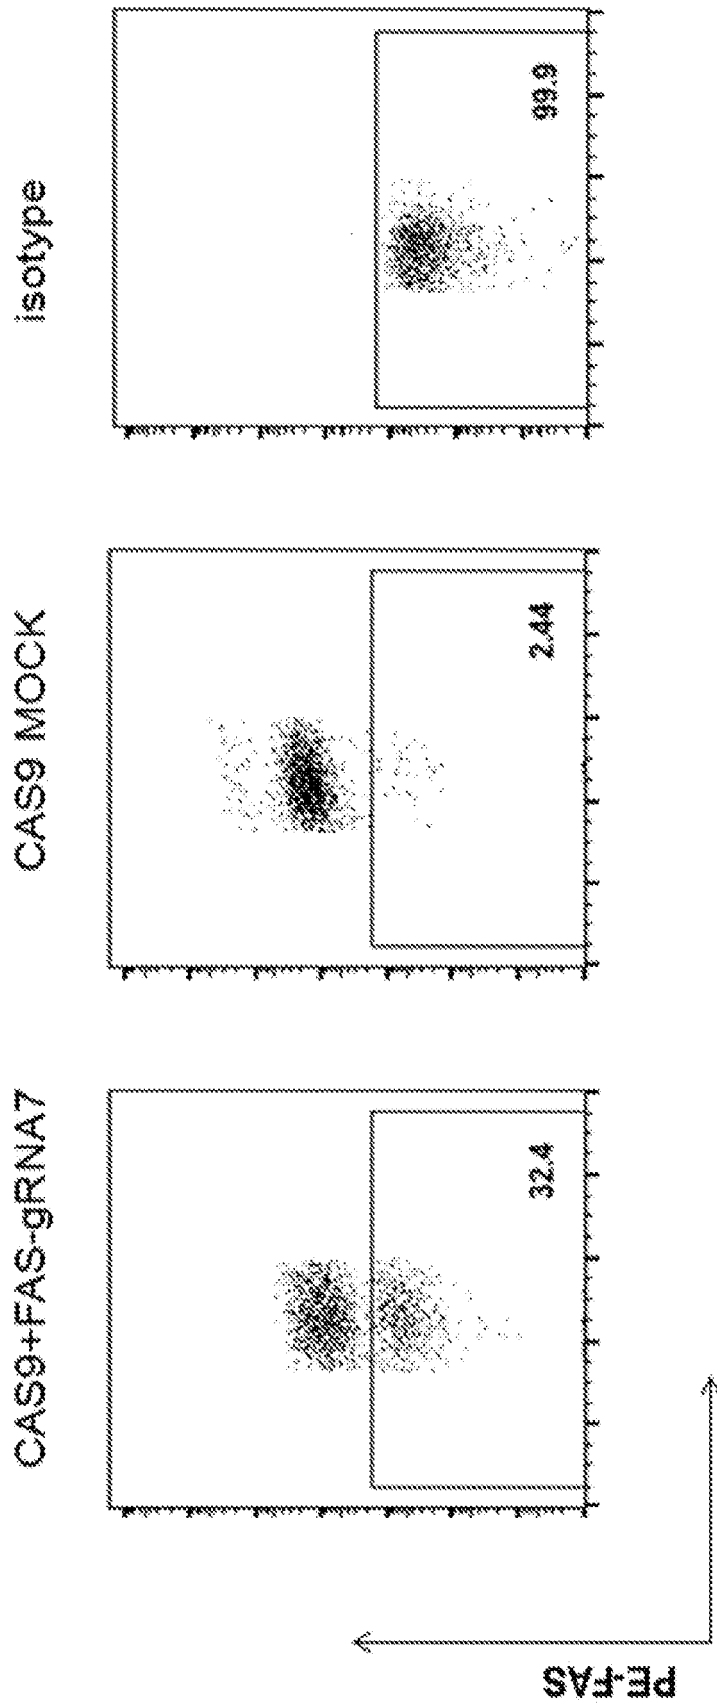 CAS9+FAS-gRNA7
CAS9 MOCK
isotype
32.4
2.44
99.9
PE-FAS